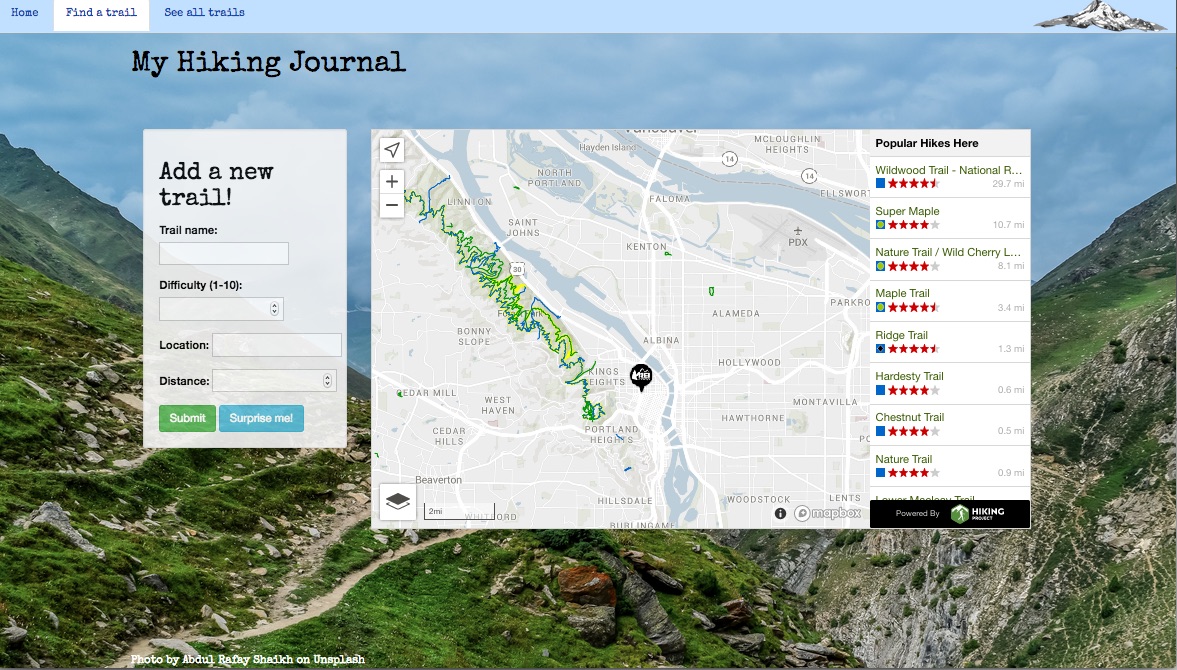 Home
Find a trail
See all trails
My Hiking Journal
Add a new
trail!
Trail name:
Difficulty (1-10):
Location:
Distance:
Submit
Surprise me!
Vancouver
Hayden Island
MCLOUGHLIN
HEIGHTS
14
14
NORTH
PORTLAND
ELLSWOR
LINNTON
FALOMA
SAINT
JOHNS
PDX
KENTON
30
PARKRO
Forest Park
ALAMEDA
BONNY
SLOPE
ALBINA
HOLLYWOOD
KINGS
HEIGHTS
REI
CEDAR MILL
WEST
HAVEN
MONTAVILLA
HAWTHORNE
CEDAR
HILLS
PORTLAND
HEIGHTS
Beaverton
HILLSDALE
WOODSTOCK
LENTS
2mi
WHITFORD
BURLINGAME
mapbox
Popular Hikes Here
Wildwood Trail - National R...
29.7 mi
Super Maple
10.7 mi
Nature Trail / Wild Cherry L...
8.1 mi
Maple Trail
3.4 mi
Ridge Trail
1.3 mi
Hardesty Trail
0.6 mi
Chestnut Trail
0.5 mi
Nature Trail
0.9 mi
Lower Macleay Trail
Powered By
HIKING
PROJECT
Photo by Abdul Rafay Shaikh on Unsplash